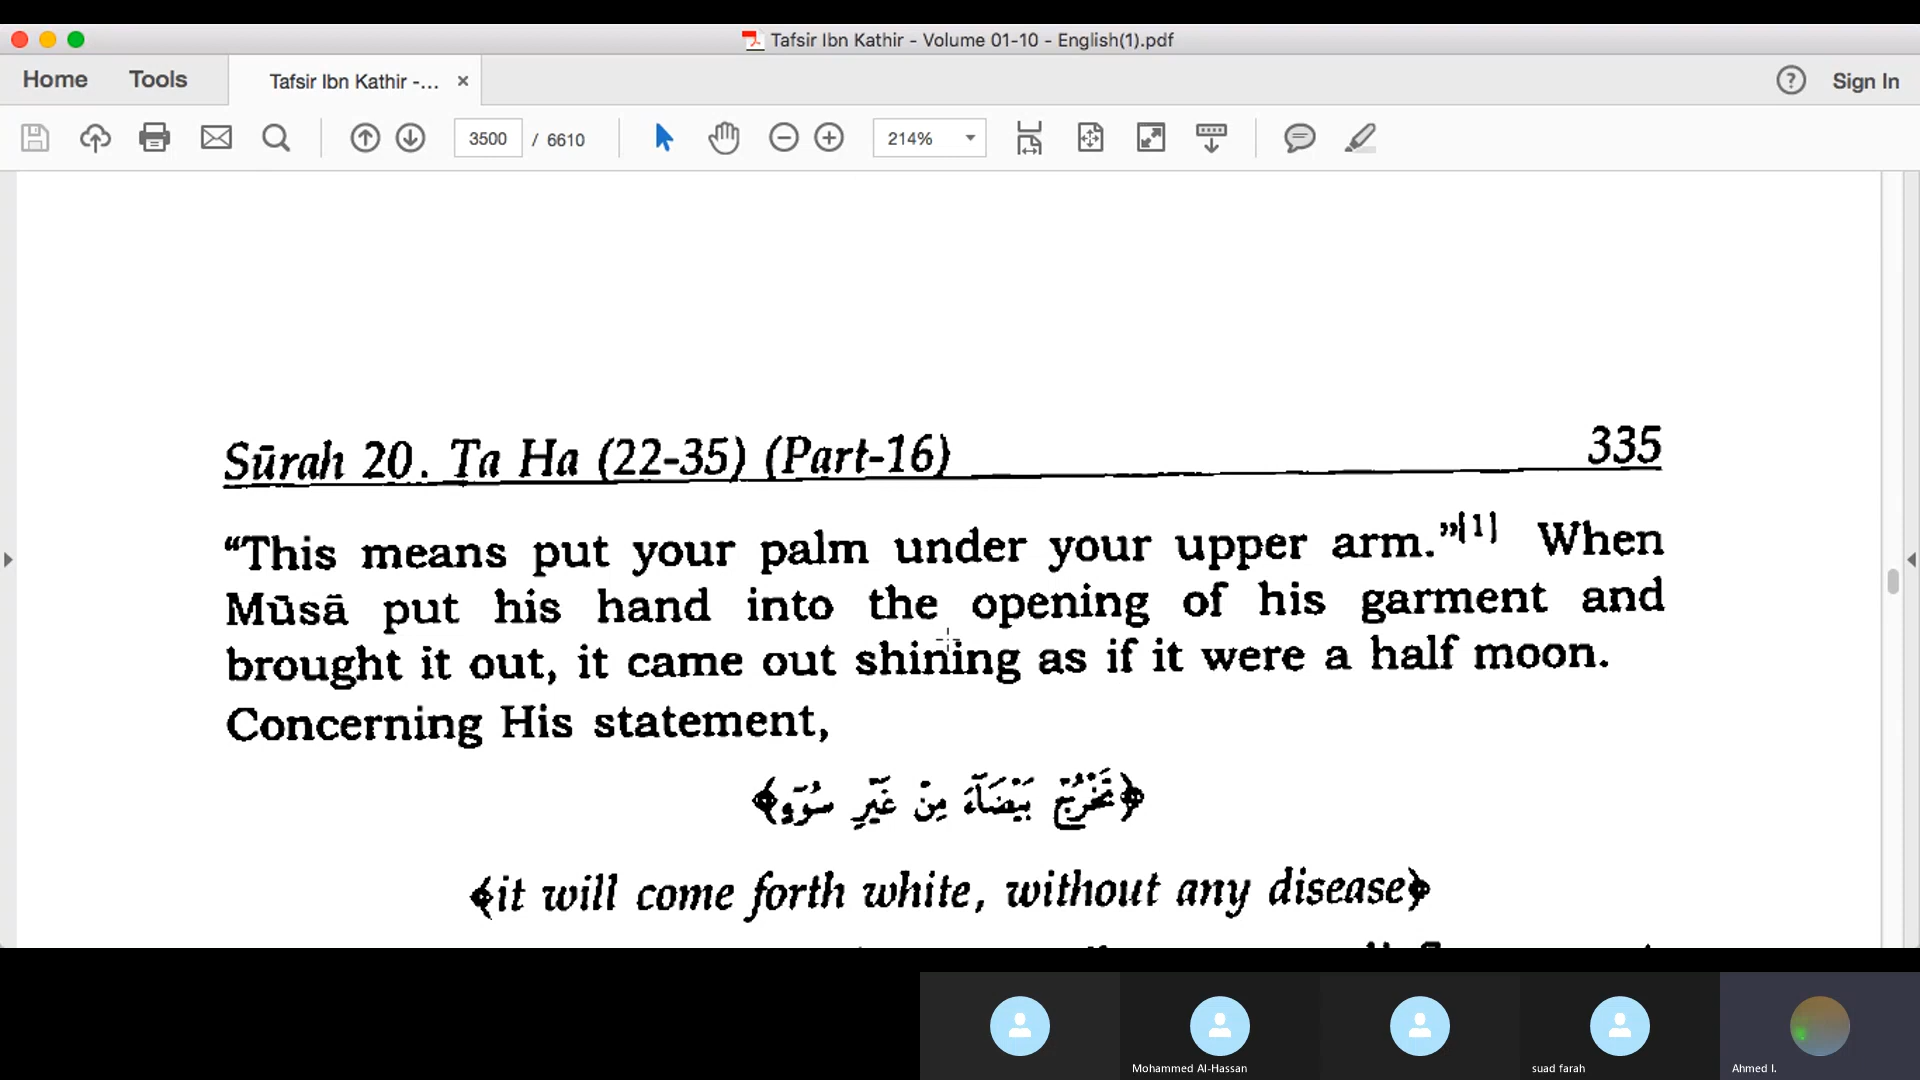 Tafsir Ibn Kathir - Volume 01-10 - English(1).pdf
Home Tools Tafsir Ibn Kathir -... × ? Sign In
3500 / 6610 214%
Sūrah 20. Ṭa Ha (22-35) (Part-16) 335
“This means put your palm under your upper arm.”[1] When
Mūsā put his hand into the opening of his garment and
brought it out, it came out shining as if it were a half moon.
Concerning His statement,
﴿تَخْرُجْ بَيْضَآءَ مِنْ غَيْرِ سُوٓءٍ﴾
﴾it will come forth white, without any disease﴿
Mohammed Al-Hassan suad farah Ahmed I.